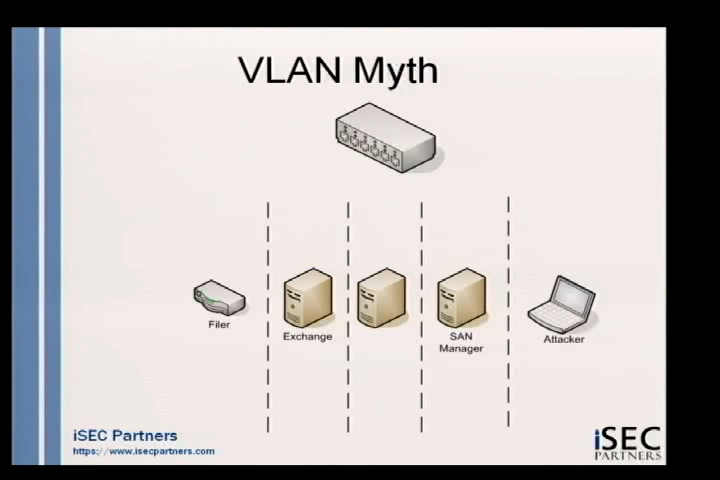 VLAN Myth
Filer
Exchange
SAN
Manager
Attacker
iSEC Partners
https://www.isecpartners.com
iSEC
PARTNERS